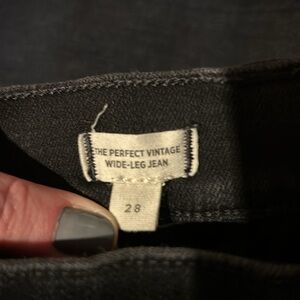 THE PERFECT VINTAGE
WIDE-LEG JEAN
28